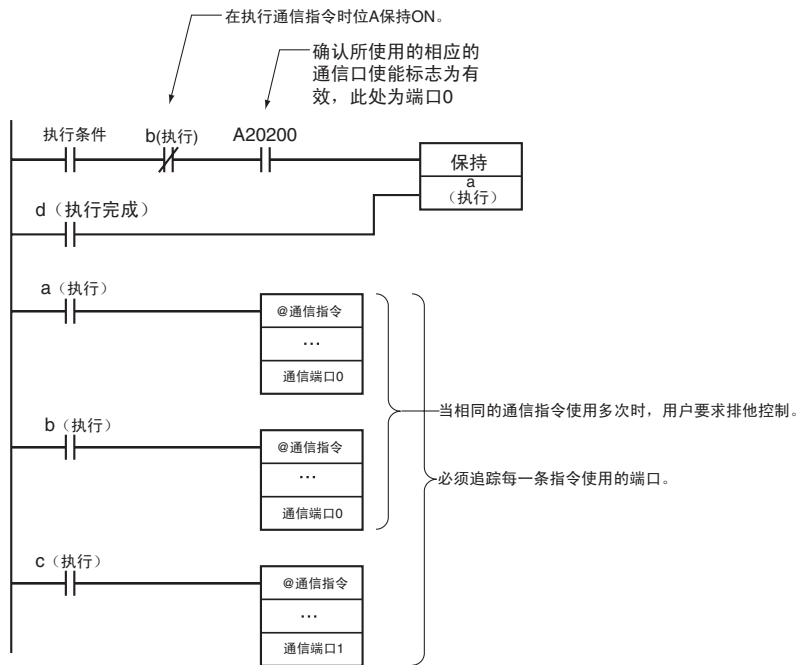 在执行通信指令时位A保持ON。
确认所使用的相应的
通信口使能标志为有
效，此处为端口0
执行条件
b(执行)
A20200
保持
a
（执行）
d（执行完成）
a（执行）
@通信指令
…
通信端口0
b（执行）
@通信指令
…
通信端口0
当相同的通信指令使用多次时，用户要求排他控制。
必须追踪每一条指令使用的端口。
c（执行）
@通信指令
…
通信端口1